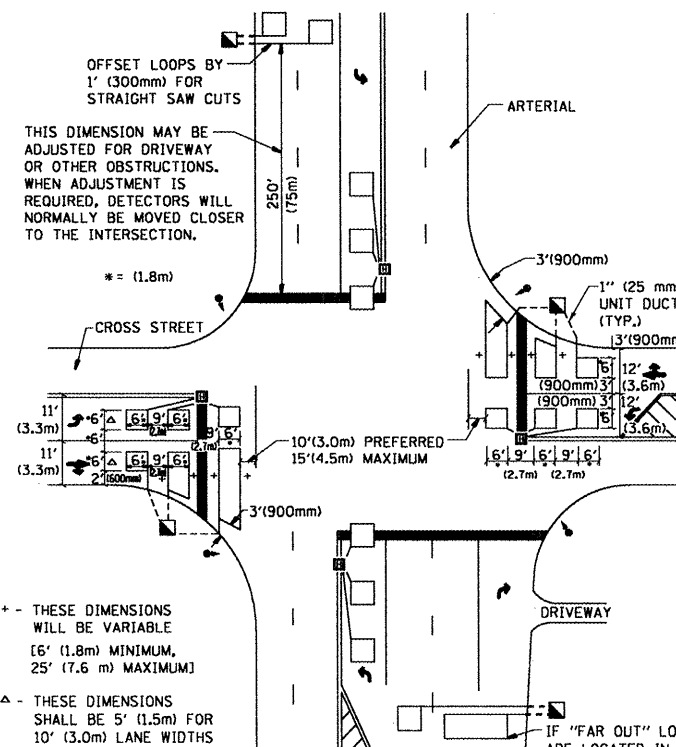 OFFSET LOOPS BY
1' (300mm) FOR
STRAIGHT SAW CUTS
ARTERIAL
THIS DIMENSION MAY BE
ADJUSTED FOR DRIVEWAY
OR OTHER OBSTRUCTIONS.
WHEN ADJUSTMENT IS
REQUIRED, DETECTORS WILL
NORMALLY BE MOVED CLOSER
TO THE INTERSECTION.
250'
(75m)
* = (1.8m)
3'(900mm)
1" (25 mm
UNIT DUCT
(TYP.)
CROSS STREET
3'(900mm
12'
(3.6m)
6'
(900mm) 3'
(900mm) 3'
12'
(3.6m)
6'
11'
(3.3m)
*6'
*6'
6' 9' 6'
9' 6'
(2.7m)
11'
(3.3m)
*6'
2' (600mm)
6' 9' 6'
10'(3.0m) PREFERRED
15'(4.5m) MAXIMUM
6' 9' 6' 9' 6'
(2.7m) (2.7m)
3'(900mm)
+ - THESE DIMENSIONS
WILL BE VARIABLE
[6' (1.8m) MINIMUM,
25' (7.6 m) MAXIMUM]
DRIVEWAY
△ - THESE DIMENSIONS
SHALL BE 5' (1.5m) FOR
10' (3.0m) LANE WIDTHS
IF "FAR OUT" LO
ARE LOCATED IN